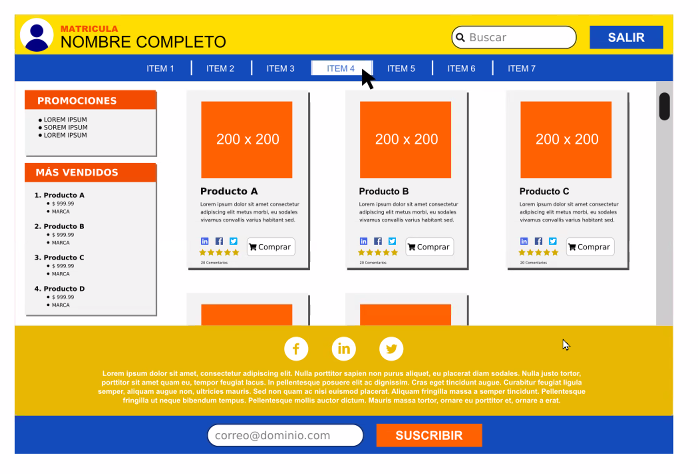 MATRICULA
NOMBRE COMPLETO
Buscar
SALIR
ITEM 1
ITEM 2
ITEM 3
ITEM 4
ITEM 5
ITEM 6
ITEM 7
PROMOCIONES
LOREM IPSUM
SOREM IPSUM
LOREM IPSUM
MÁS VENDIDOS
1. Producto A
$ 999.99
MARCA
2. Producto B
$ 999.99
MARCA
3. Producto C
$ 999.99
MARCA
4. Producto D
$ 999.99
MARCA
200 x 200
Producto A
Lorem ipsum dolor sit amet consectetur
adipiscing elit metus morbi, eu sodales
vivamus convallis varius habitant sed.
Comprar
20 Comentarios
200 x 200
Producto B
Lorem ipsum dolor sit amet consectetur
adipiscing elit metus morbi, eu sodales
vivamus convallis varius habitant sed.
Comprar
20 Comentarios
200 x 200
Producto C
Lorem ipsum dolor sit amet consectetur
adipiscing elit metus morbi, eu sodales
vivamus convallis varius habitant sed.
Comprar
20 Comentarios
Lorem ipsum dolor sit amet, consectetur adipiscing elit. Nulla porttitor sapien non purus aliquet, eu placerat diam sodales. Nulla justo tortor,
porttitor sit amet quam eu, tempor feugiat lacus. In pellentesque posuere elit ac dignissim. Cras eget tincidunt augue. Curabitur feugiat ligula
semper, aliquam augue non, ultricies mauris. Sed non quam ac nisi euismod placerat. Aliquam fringilla massa a semper tincidunt. Pellentesque
fringilla ut neque bibendum tempus. Pellentesque mollis auctor dictum. Mauris massa tortor, ornare eu porttitor et, ornare a erat.
correo@dominio.com
SUSCRIBIR